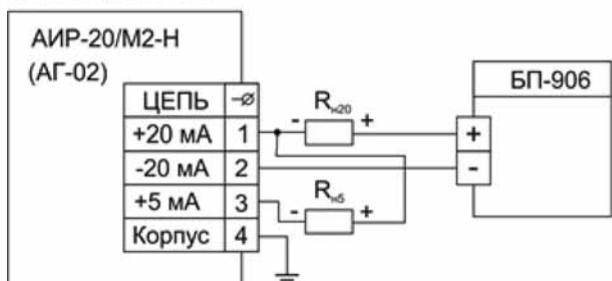 АИР-20/М2-Н
(АГ-02)
БП-906
ЦЕПЬ
+20 мА 1
-20 мА 2
+5 мА 3
Корпус 4
- Rн20 +
- Rн5 +
+
-